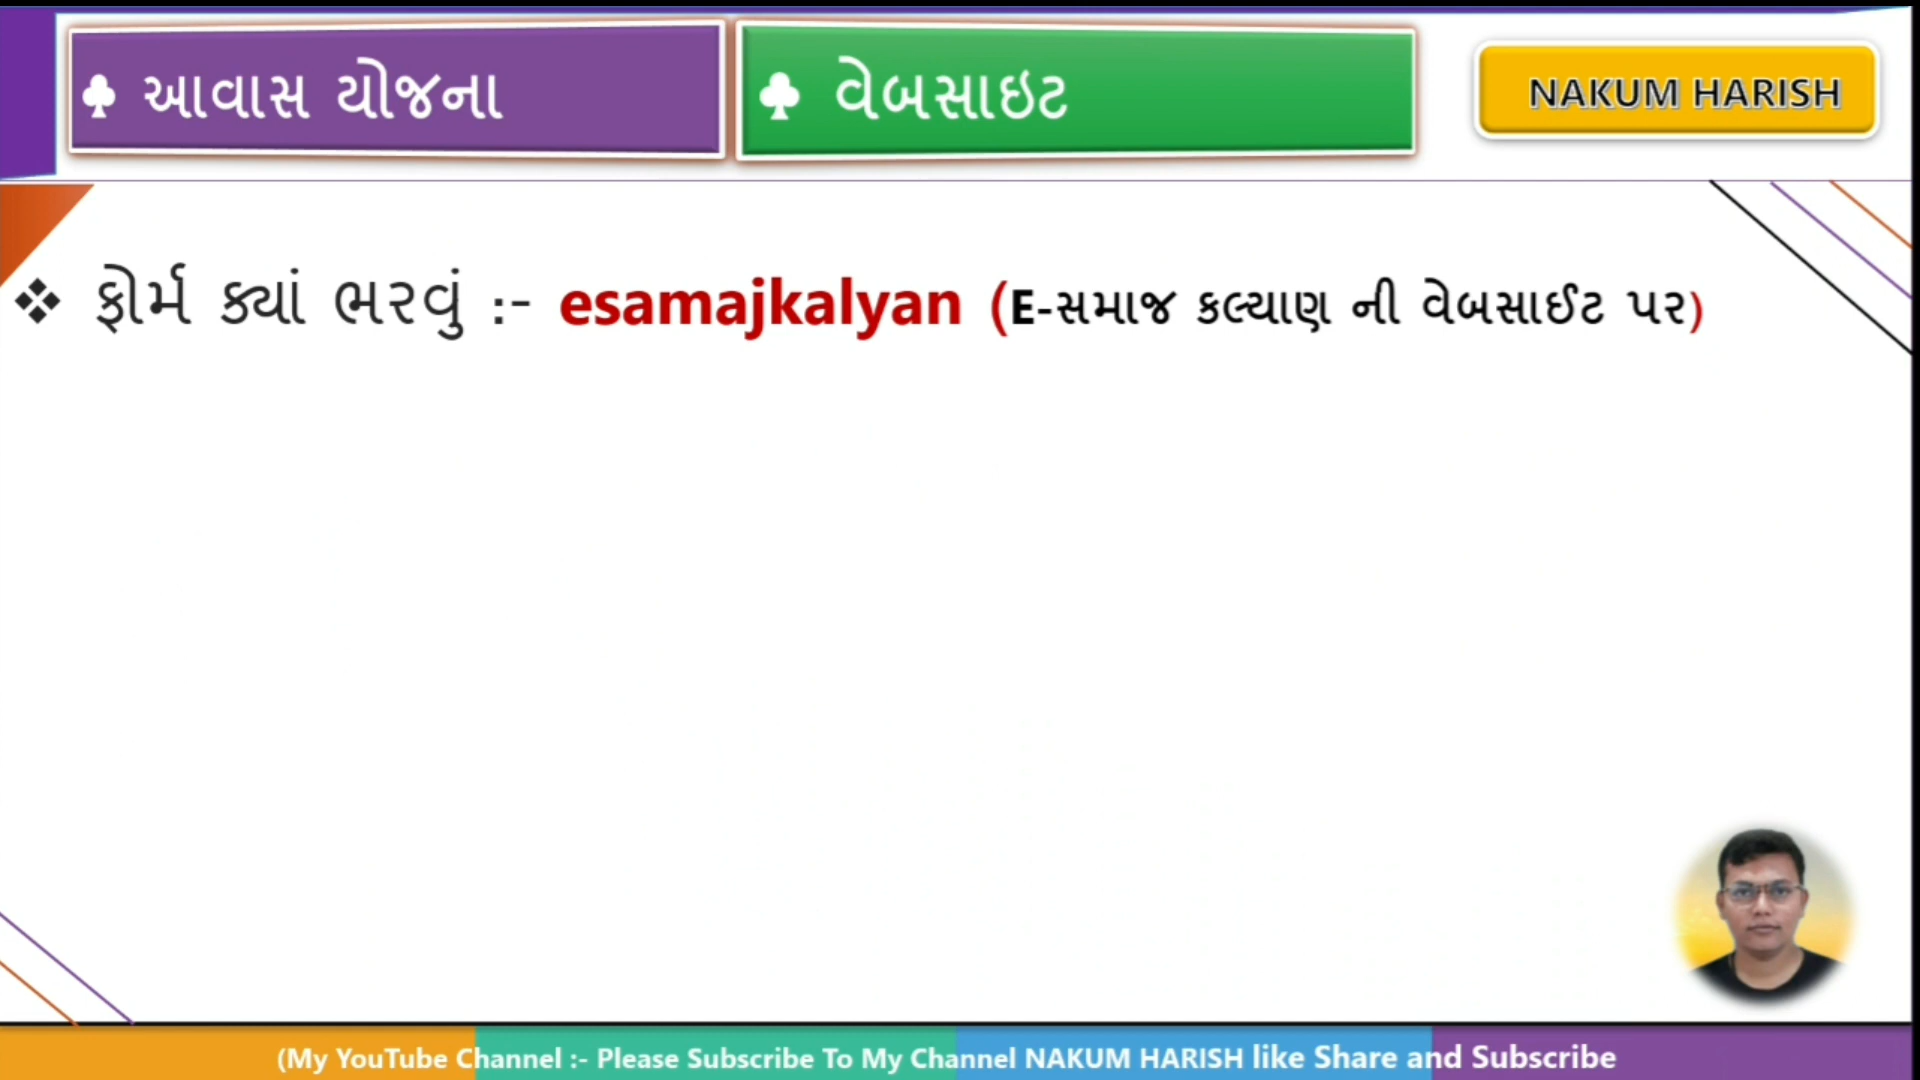 ♣ આવાસ યોજના
♣ વેબસાઇટ
NAKUM HARISH
❖ ફોર્મ ક્યાં ભરવું :- esamajkalyan (E-સમાજ કલ્યાણ ની વેબસાઈટ પર)
(My YouTube Channel :- Please Subscribe To My Channel NAKUM HARISH like Share and Subscribe